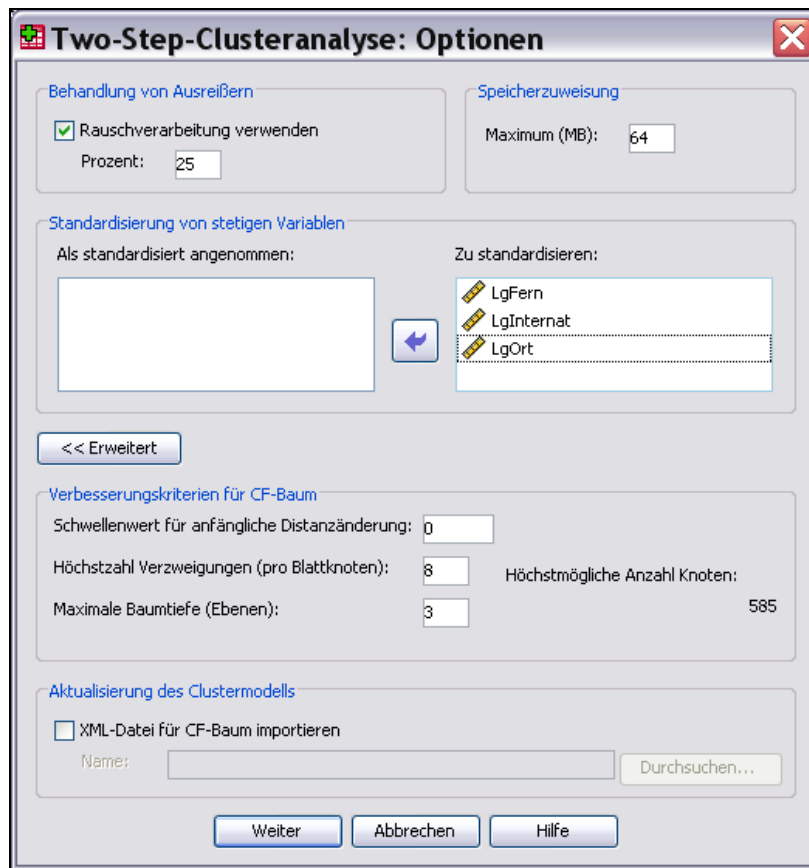 Two-Step-Clusteranalyse: Optionen
Behandlung von Ausreißern
Rauschverarbeitung verwenden
Prozent: 25
Speicherzuweisung
Maximum (MB): 64
Standardisierung von stetigen Variablen
Als standardisiert angenommen:
Zu standardisieren:
LgFern
LgInternat
LgOrt
<< Erweitert
Verbesserungskriterien für CF-Baum
Schwellenwert für anfängliche Distanzänderung: 0
Höchstzahl Verzweigungen (pro Blattknoten): 8
Maximale Baumtiefe (Ebenen): 3
Höchstmögliche Anzahl Knoten:
585
Aktualisierung des Clustermodells
XML-Datei für CF-Baum importieren
Name:
Durchsuchen...
Weiter
Abbrechen
Hilfe